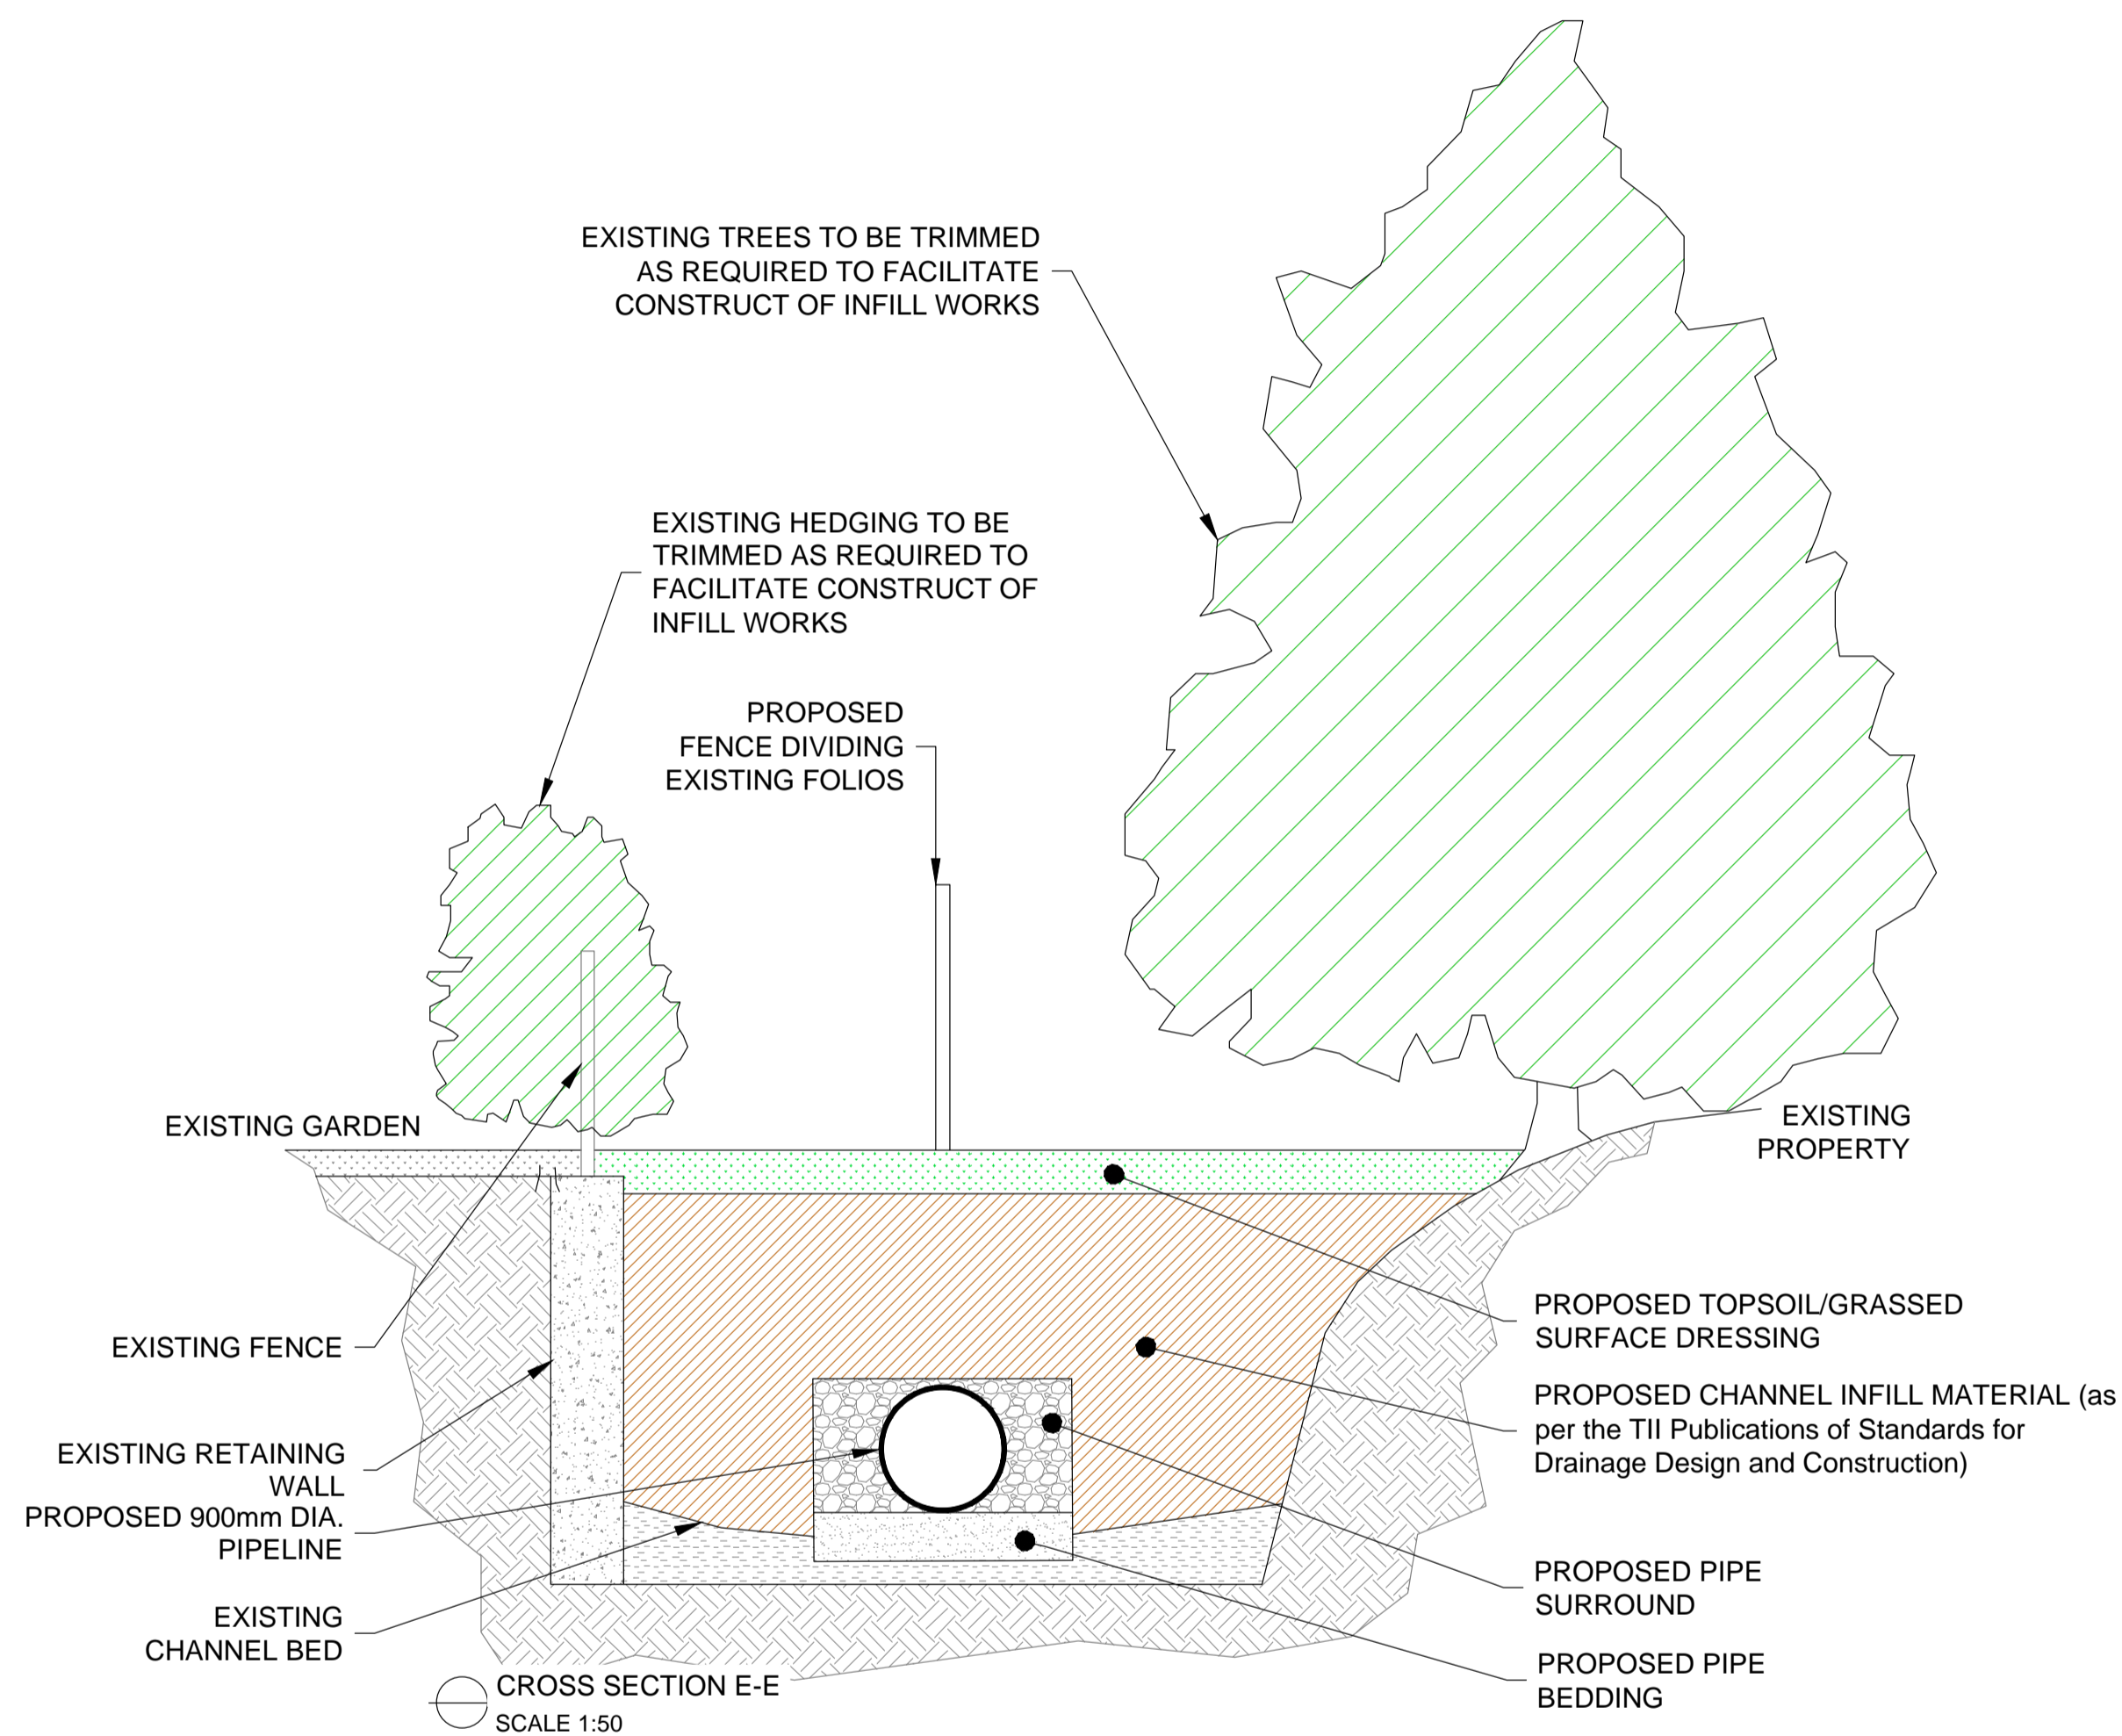 EXISTING TREES TO BE TRIMMED
AS REQUIRED TO FACILITATE
CONSTRUCT OF INFILL WORKS
EXISTING HEDGING TO BE
TRIMMED AS REQUIRED TO
FACILITATE CONSTRUCT OF
INFILL WORKS
PROPOSED
FENCE DIVIDING
EXISTING FOLIOS
EXISTING GARDEN
EXISTING
PROPERTY
EXISTING FENCE
EXISTING RETAINING
WALL
PROPOSED 900mm DIA.
PIPELINE
EXISTING
CHANNEL BED
PROPOSED TOPSOIL/GRASSED
SURFACE DRESSING
PROPOSED CHANNEL INFILL MATERIAL (as
per the TII Publications of Standards for
Drainage Design and Construction)
PROPOSED PIPE
SURROUND
PROPOSED PIPE
BEDDING
CROSS SECTION E-E
SCALE 1:50